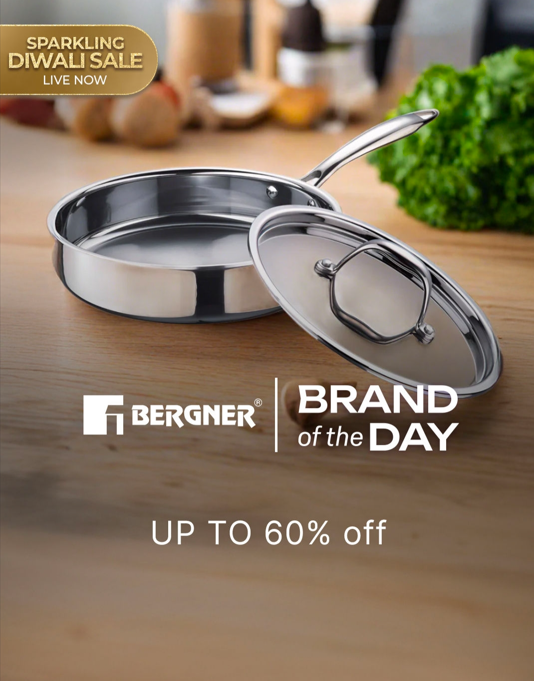 SPARKLING
DIWALI SALE
LIVE NOW
BERGNER®
BRAND
of the DAY
UP TO 60% off